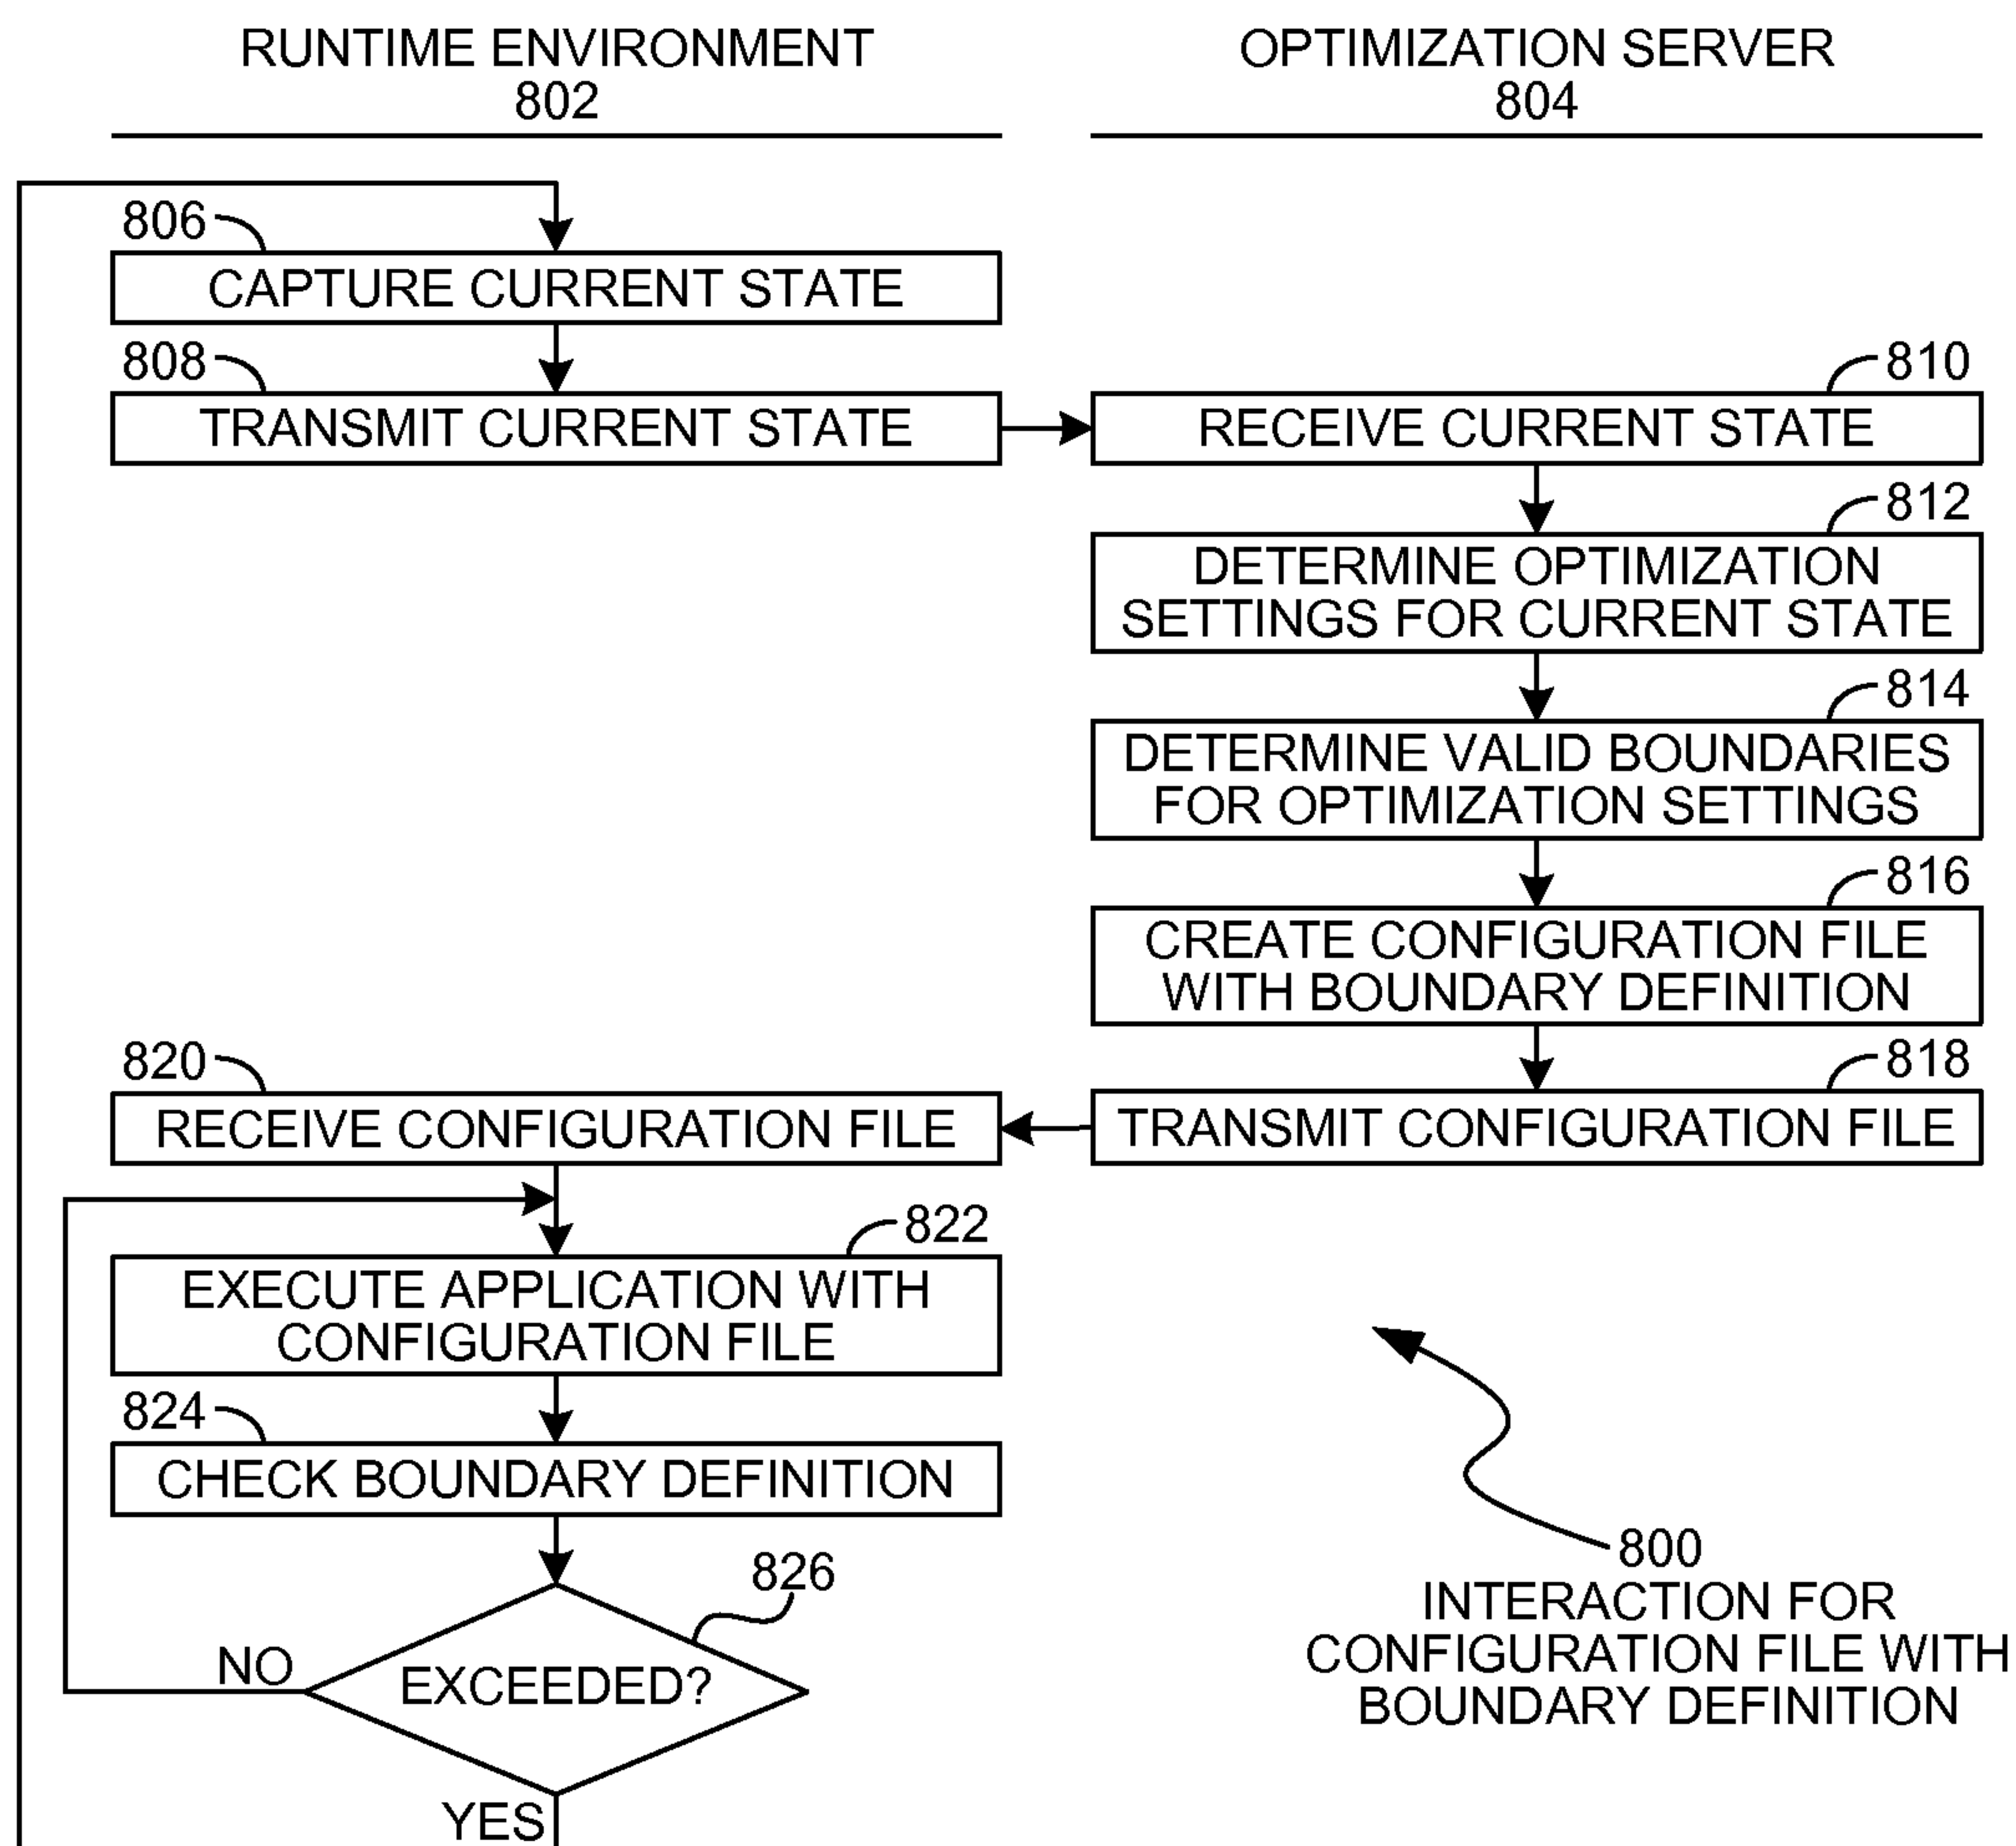 RUNTIME ENVIRONMENT
802
OPTIMIZATION SERVER
804
806
CAPTURE CURRENT STATE
808
TRANSMIT CURRENT STATE
810
RECEIVE CURRENT STATE
812
DETERMINE OPTIMIZATION
SETTINGS FOR CURRENT STATE
814
DETERMINE VALID BOUNDARIES
FOR OPTIMIZATION SETTINGS
816
CREATE CONFIGURATION FILE
WITH BOUNDARY DEFINITION
818
TRANSMIT CONFIGURATION FILE
820
RECEIVE CONFIGURATION FILE
822
EXECUTE APPLICATION WITH
CONFIGURATION FILE
824
CHECK BOUNDARY DEFINITION
826
EXCEEDED?
NO
YES
800
INTERACTION FOR
CONFIGURATION FILE WITH
BOUNDARY DEFINITION